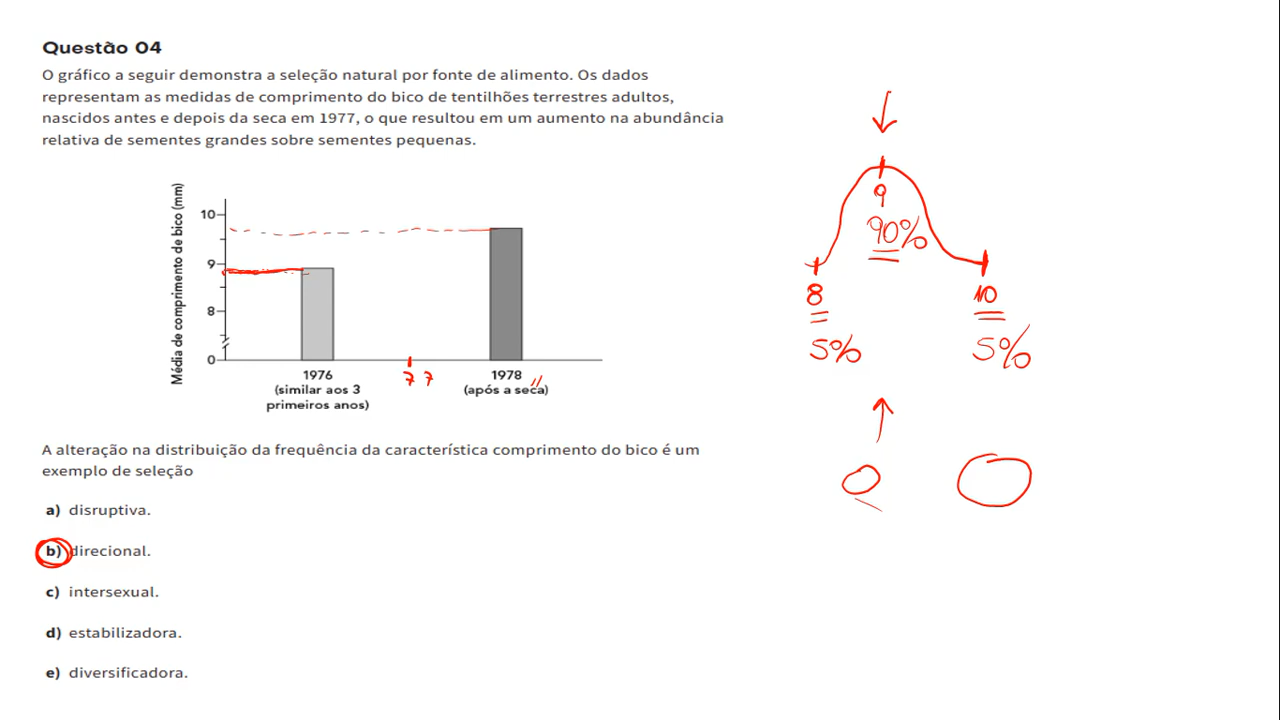 Questão 04
O gráfico a seguir demonstra a seleção natural por fonte de alimento. Os dados
representam as medidas de comprimento do bico de tentilhões terrestres adultos,
nascidos antes e depois da seca em 1977, o que resultou em um aumento na abundância
relativa de sementes grandes sobre sementes pequenas.
Média de comprimento de bico (mm)
10
9
8
0
1976
(similar aos 3
primeiros anos)
77
1978
(após a seca)
9
90%
8
5%
10
5%
A alteração na distribuição da frequência da característica comprimento do bico é um
exemplo de seleção
a) disruptiva.
b) direcional.
c) intersexual.
d) estabilizadora.
e) diversificadora.